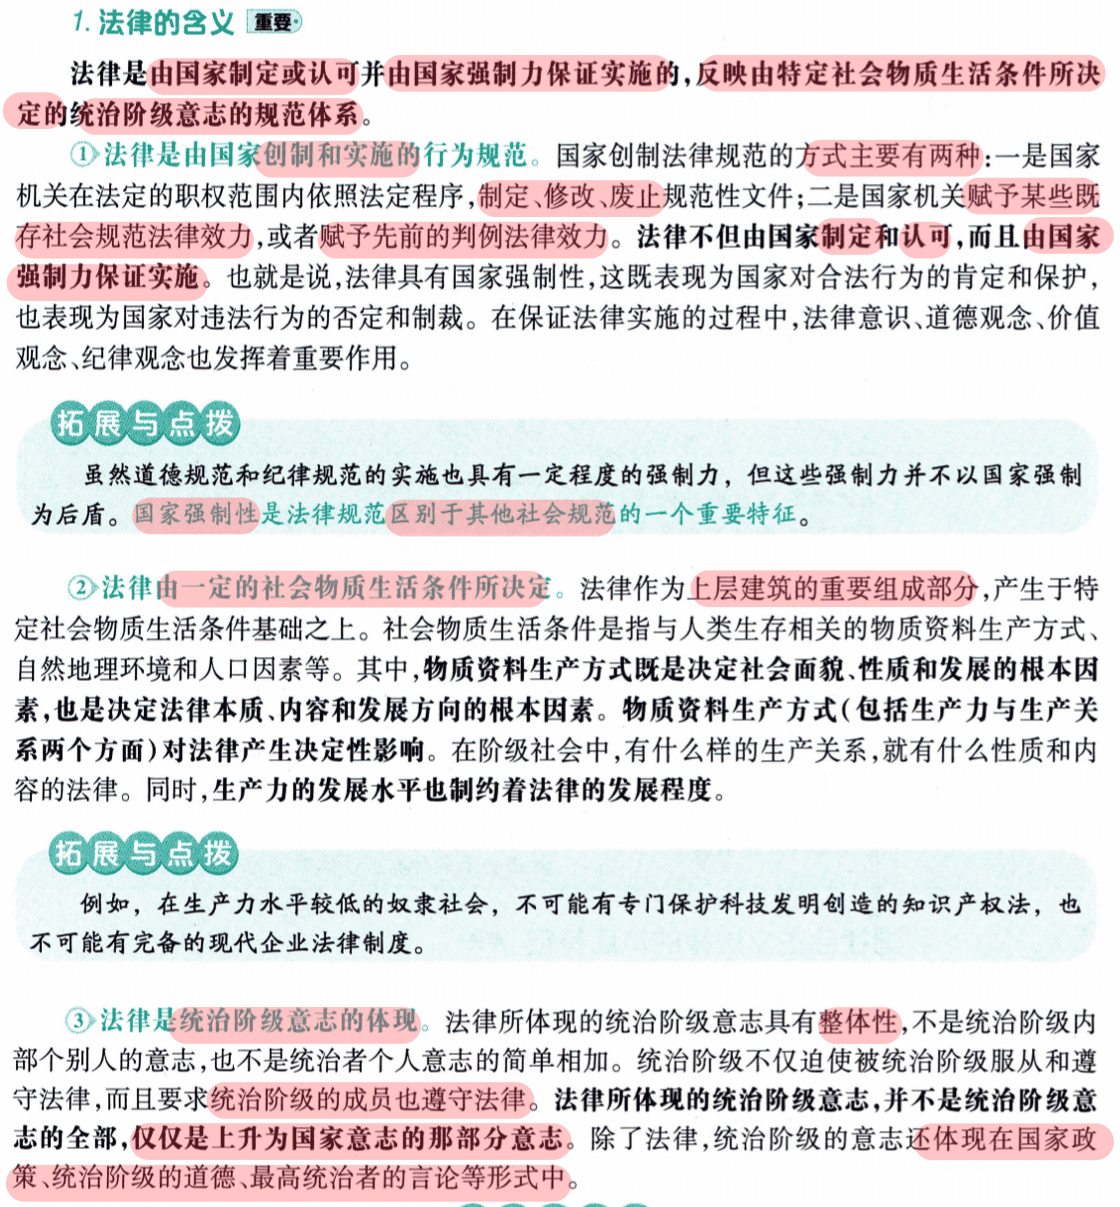 1. 法律的含义 重要
法律是由国家制定或认可并由国家强制力保证实施的,反映由特定社会物质生活条件所决
定的统治阶级意志的规范体系。
①法律是由国家创制和实施的行为规范。国家创制法律规范的方式主要有两种:一是国家
机关在法定的职权范围内依照法定程序,制定、修改、废止规范性文件;二是国家机关赋予某些既
存社会规范法律效力,或者赋予先前的判例法律效力。法律不但由国家制定和认可,而且由国家
强制力保证实施。也就是说,法律具有国家强制性,这既表现为国家对合法行为的肯定和保护,
也表现为国家对违法行为的否定和制裁。在保证法律实施的过程中,法律意识、道德观念、价值
观念、纪律观念也发挥着重要作用。
拓展与点拨
虽然道德规范和纪律规范的实施也具有一定程度的强制力，但这些强制力并不以国家强制
为后盾。国家强制性是法律规范区别于其他社会规范的一个重要特征。
②法律由一定的社会物质生活条件所决定。法律作为上层建筑的重要组成部分,产生于特
定社会物质生活条件基础之上。社会物质生活条件是指与人类生存相关的物质资料生产方式、
自然地理环境和人口因素等。其中,物质资料生产方式既是决定社会面貌、性质和发展的根本因
素,也是决定法律本质、内容和发展方向的根本因素。物质资料生产方式(包括生产力与生产关
系两个方面)对法律产生决定性影响。在阶级社会中,有什么样的生产关系,就有什么性质和内
容的法律。同时,生产力的发展水平也制约着法律的发展程度。
拓展与点拨
例如，在生产力水平较低的奴隶社会，不可能有专门保护科技发明创造的知识产权法，也
不可能有完备的现代企业法律制度。
③法律是统治阶级意志的体现。法律所体现的统治阶级意志具有整体性,不是统治阶级内
部个别人的意志,也不是统治者个人意志的简单相加。统治阶级不仅迫使被统治阶级服从和遵
守法律,而且要求统治阶级的成员也遵守法律。法律所体现的统治阶级意志,并不是统治阶级意
志的全部,仅仅是上升为国家意志的那部分意志。除了法律,统治阶级的意志还体现在国家政
策、统治阶级的道德、最高统治者的言论等形式中。